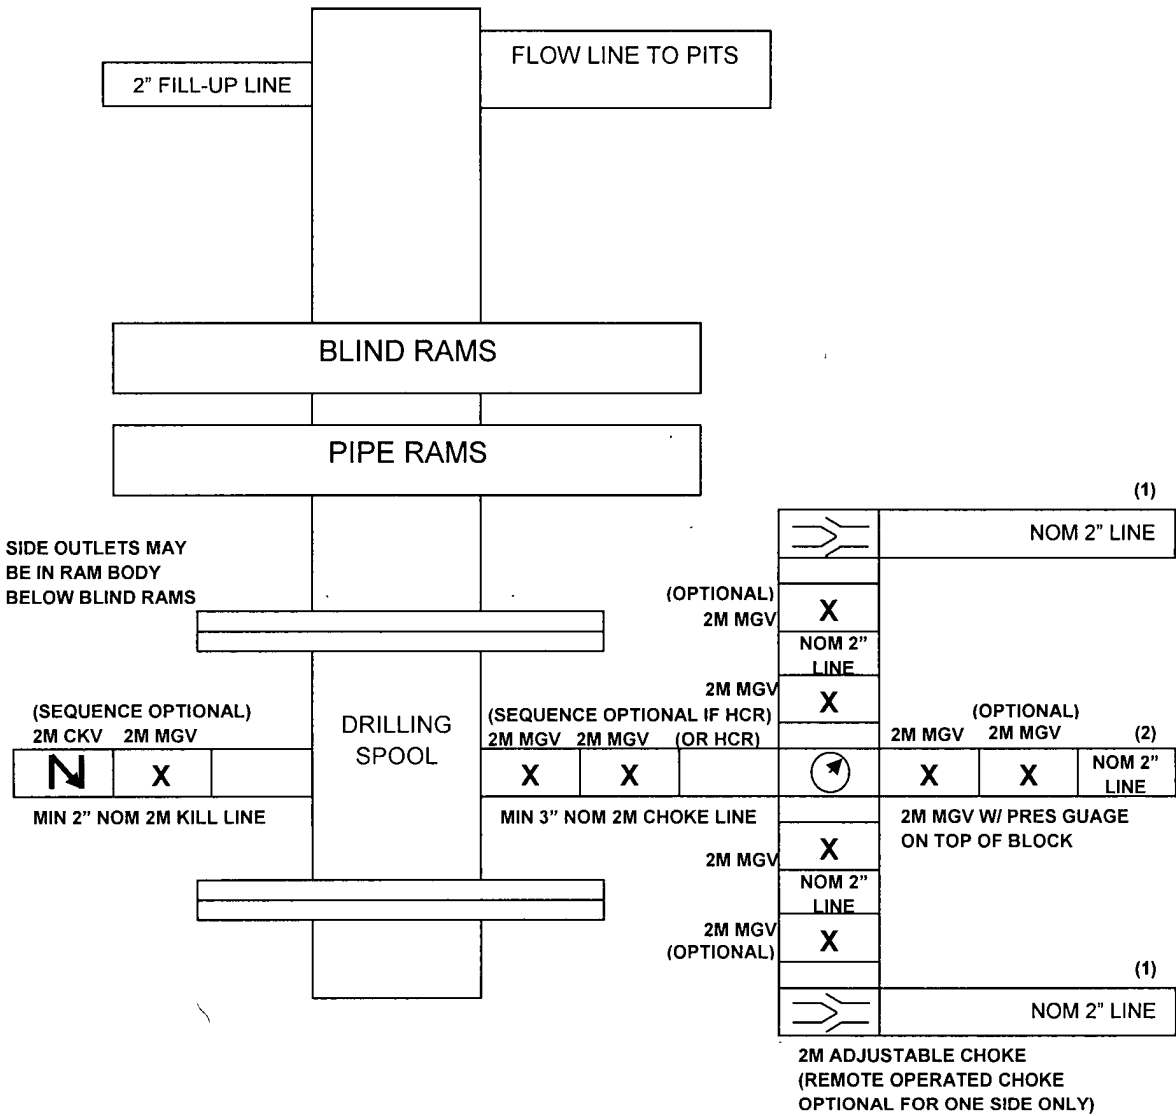 FLOW LINE TO PITS
2" FILL-UP LINE
BLIND RAMS
PIPE RAMS
(1)
NOM 2" LINE
SIDE OUTLETS MAY
BE IN RAM BODY
BELOW BLIND RAMS
(OPTIONAL)
2M MGV
X
NOM 2"
LINE
2M MGV
X
(SEQUENCE OPTIONAL)
2M CKV 2M MGV
X
MIN 2" NOM 2M KILL LINE
DRILLING
SPOOL
(SEQUENCE OPTIONAL IF HCR)
2M MGV 2M MGV (OR HCR)
X X
MIN 3" NOM 2M CHOKE LINE
(OPTIONAL)
2M MGV 2M MGV (2)
X X NOM 2"
LINE
2M MGV W/ PRES GUAGE
ON TOP OF BLOCK
2M MGV
X
NOM 2"
LINE
2M MGV
(OPTIONAL)
X
(1)
NOM 2" LINE
2M ADJUSTABLE CHOKE
(REMOTE OPERATED CHOKE
OPTIONAL FOR ONE SIDE ONLY)